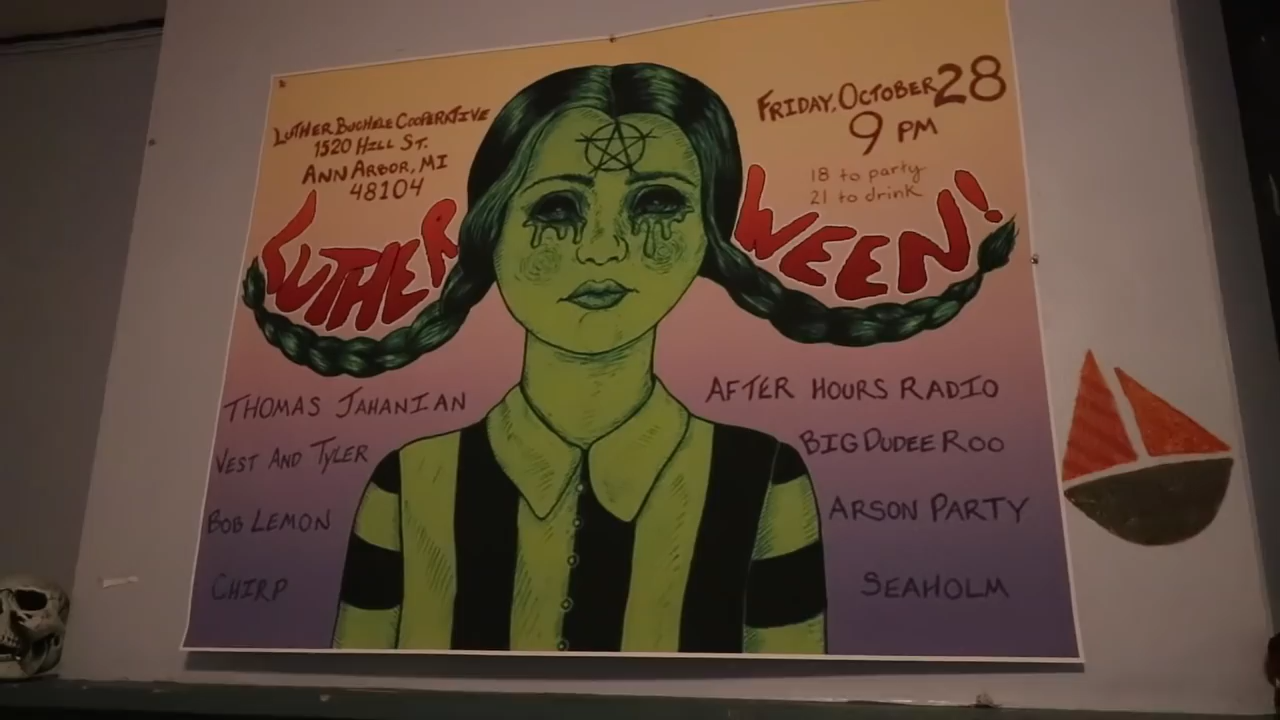 LUTHER BUCHELE COOPERATIVE
1520 HILL ST.
ANN ARBOR, MI
48104
FRIDAY, OCTOBER 28
9 PM
18 to party
21 to drink
LUTHER
WEEN!
THOMAS JAHANIAN
VEST AND TYLER
BOB LEMON
CHIRP
AFTER HOURS RADIO
BIG DUDEE ROO
ARSON PARTY
SEAHOLM